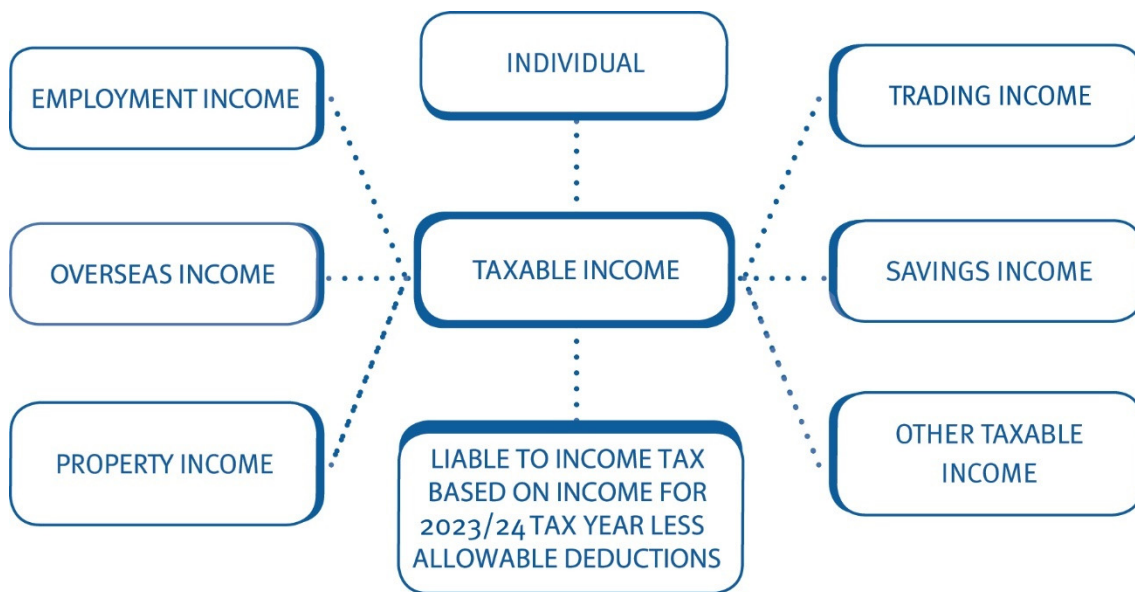 INDIVIDUAL
EMPLOYMENT INCOME
TRADING INCOME
OVERSEAS INCOME
TAXABLE INCOME
SAVINGS INCOME
PROPERTY INCOME
LIABLE TO INCOME TAX
BASED ON INCOME FOR
2023/24 TAX YEAR LESS
ALLOWABLE DEDUCTIONS
OTHER TAXABLE
INCOME